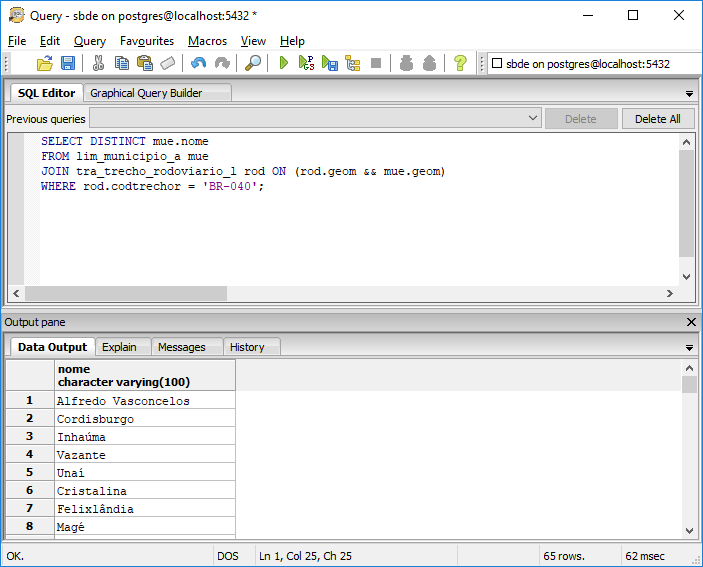 Query - sbde on postgres@localhost:5432 *
File Edit Query Favourites Macros View Help
sbde on postgres@localhost:5432
SQL Editor Graphical Query Builder
Previous queries Delete Delete All
SELECT DISTINCT mue.nome
FROM lim_municipio_a mue
JOIN tra_trecho_rodoviario_l rod ON (rod.geom && mue.geom)
WHERE rod.codtrechor = 'BR-040';
Output pane
Data Output Explain Messages History
nome
character varying(100)
1 Alfredo Vasconcelos
2 Cordisburgo
3 Inhaúma
4 Vazante
5 Unaí
6 Cristalina
7 Felixlândia
8 Magé
OK. DOS Ln 1, Col 25, Ch 25 65 rows. 62 msec